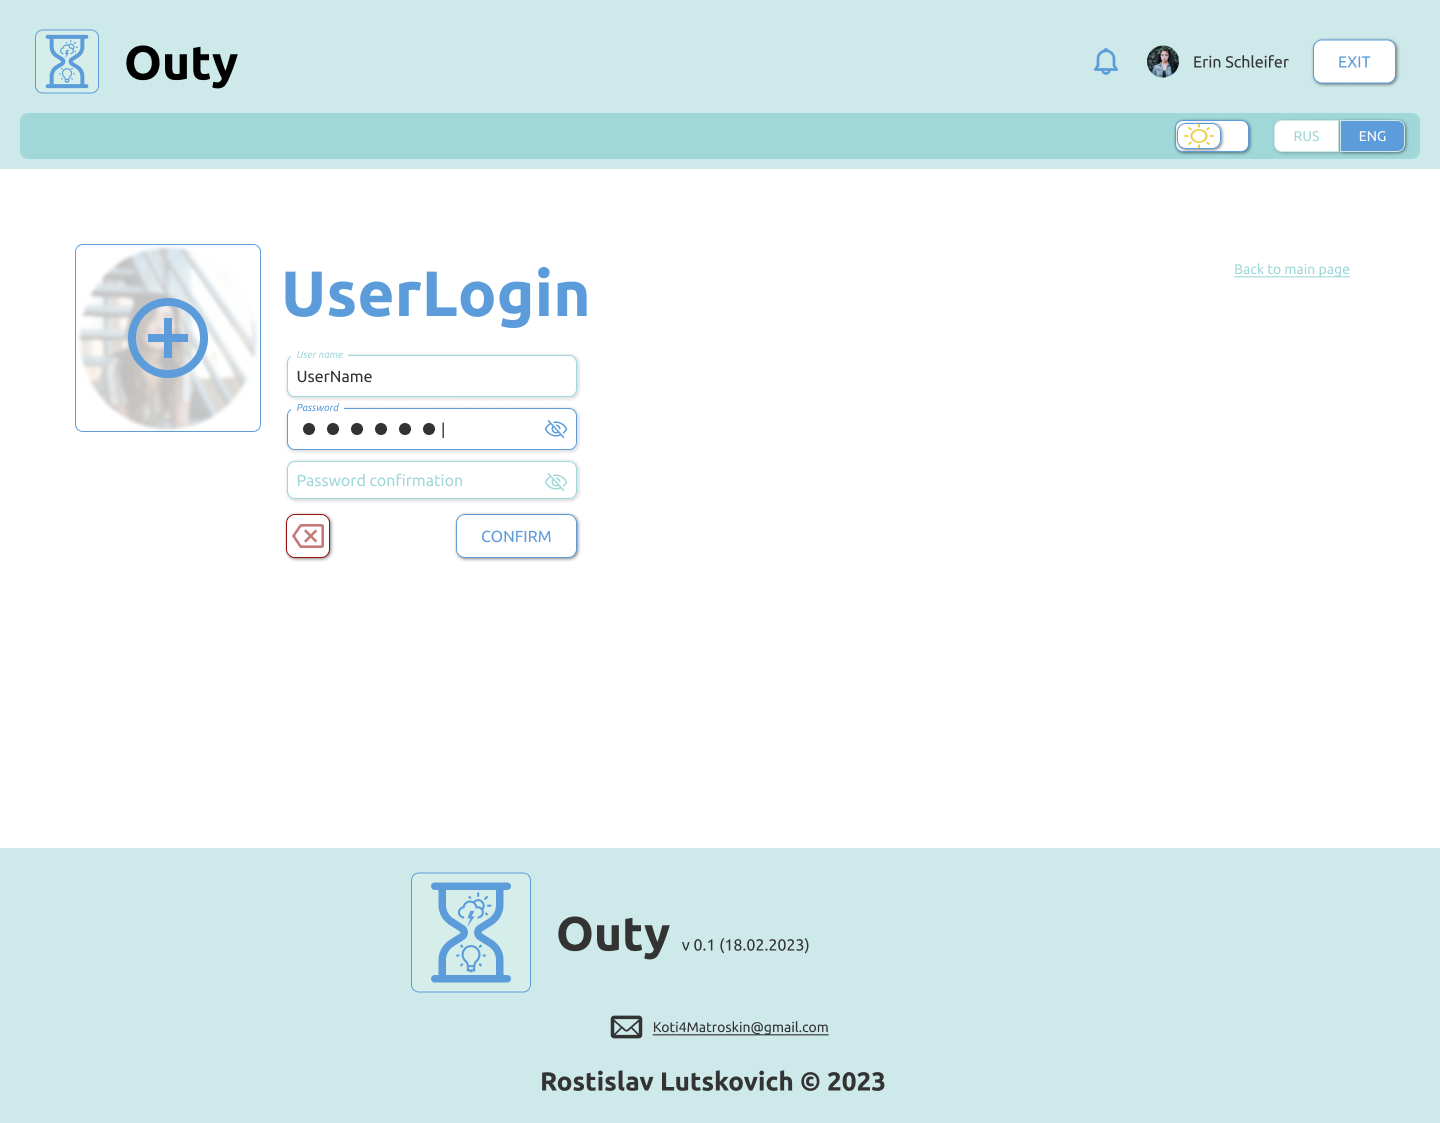 Outy
Erin Schleifer
EXIT
RUS
ENG
UserLogin
Back to main page
User name
UserName
Password
Password confirmation
CONFIRM
Outy v 0.1 (18.02.2023)
Koti4Matroskin@gmail.com
Rostislav Lutskovich © 2023